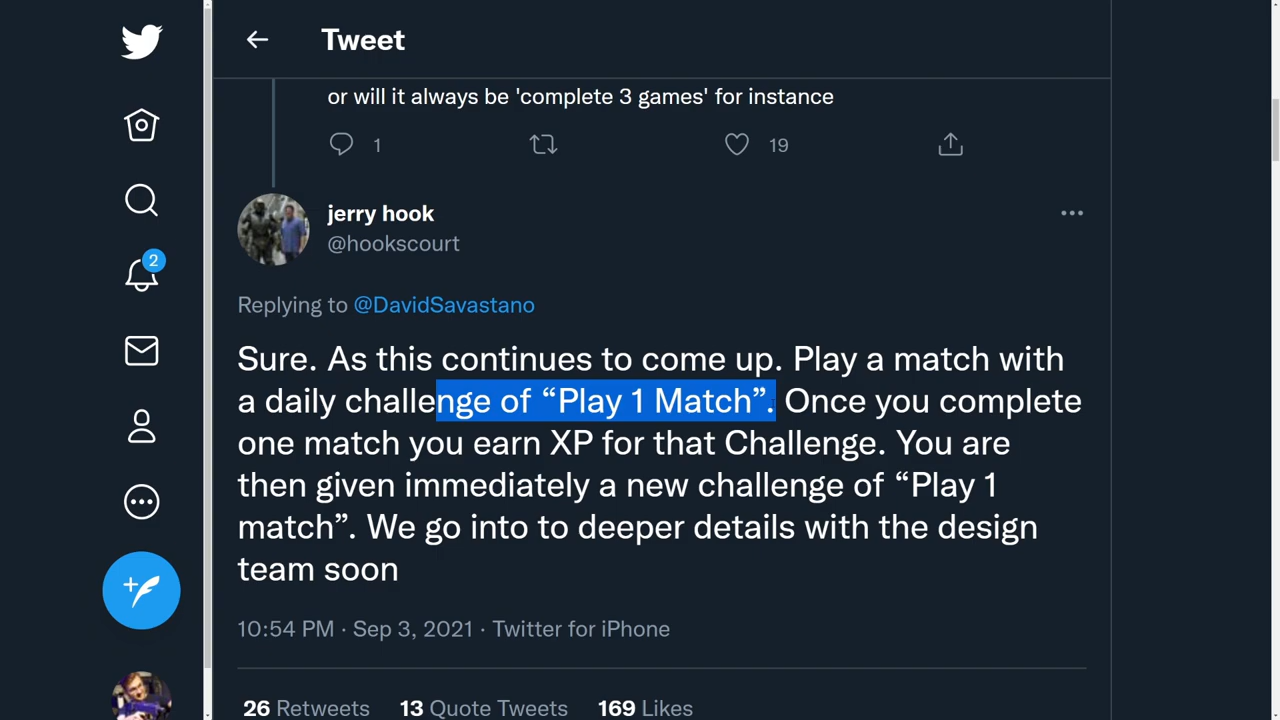 Tweet
or will it always be 'complete 3 games' for instance
1 19
jerry hook
@hookscourt
2
Replying to @DavidSavastano
Sure. As this continues to come up. Play a match with
a daily challenge of “Play 1 Match”. Once you complete
one match you earn XP for that Challenge. You are
then given immediately a new challenge of “Play 1
match”. We go into to deeper details with the design
team soon
10:54 PM · Sep 3, 2021 · Twitter for iPhone
26 Retweets 13 Quote Tweets 169 Likes